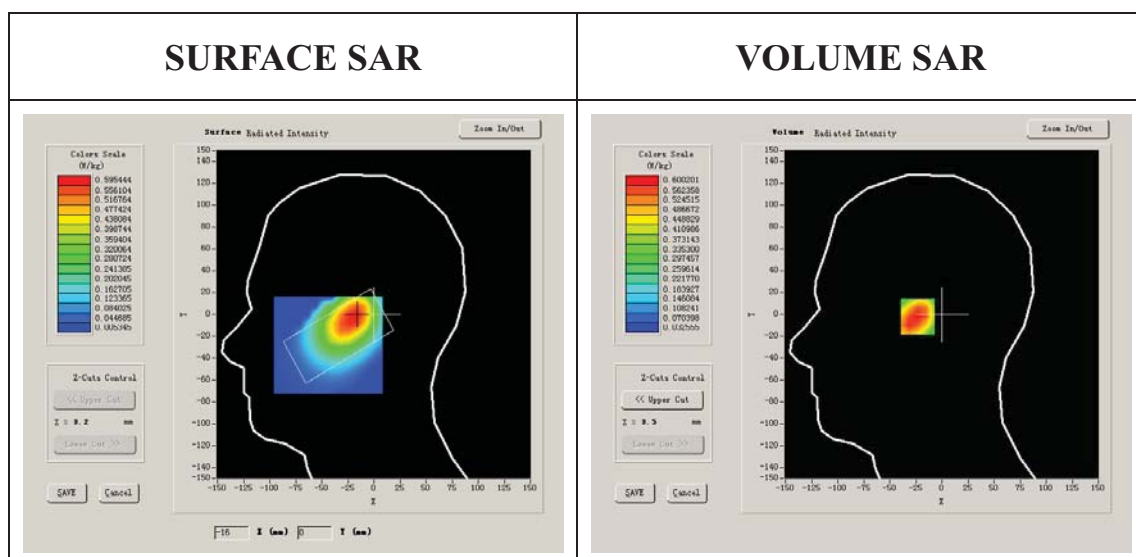 SURFACE SAR
VOLUME SAR
Surface Radiated Intensity
Zoom In/Out
Colors Scale
(W/kg)
0.595444
0.556104
0.516764
0.477424
0.438084
0.398744
0.359404
0.320064
0.280724
0.241385
0.202045
0.162705
0.123365
0.084025
0.044685
0.005345
150
140
120
100
80
60
40
20
0
-20
-40
-60
-80
-100
-120
-140
-150
Y
-150 -125 -100 -75 -50 -25 0 25 50 75 100 125 150
X
Z-Cuts Control
<< Upper Cut
mm
Lower Cut >>
SAVE Cancel
-16 X (mm) 0 Y (mm)
Volume Radiated Intensity
Zoom In/Out
Colors Scale
(W/kg)
0.600201
0.562358
0.524515
0.486672
0.448829
0.410986
0.373143
0.335300
0.297457
0.259614
0.221770
0.183927
0.146084
0.108241
0.070398
0.032555
150
140
120
100
80
60
40
20
0
-20
-40
-60
-80
-100
-120
-140
-150
Y
-150 -125 -100 -75 -50 -25 0 25 50 75 100 125 150
X
Z-Cuts Control
<< Upper Cut
mm
Lower Cut >>
SAVE Cancel